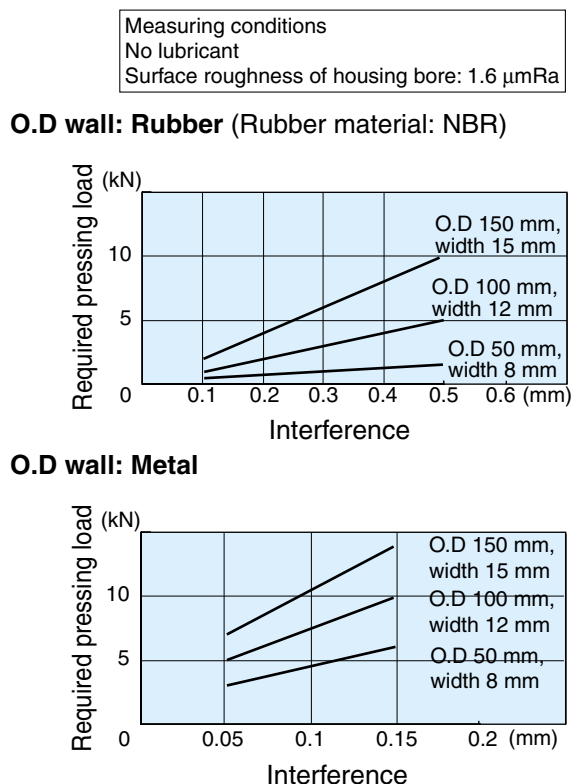 Measuring conditions
No lubricant
Surface roughness of housing bore: 1.6 μmRa
O.D wall: Rubber (Rubber material: NBR)
Required pressing load
(kN)
10
5
0
O.D 150 mm,
width 15 mm
O.D 100 mm,
width 12 mm
O.D 50 mm,
width 8 mm
0.1 0.2 0.3 0.4 0.5 0.6 (mm)
Interference
O.D wall: Metal
Required pressing load
(kN)
10
5
0
O.D 150 mm,
width 15 mm
O.D 100 mm,
width 12 mm
O.D 50 mm,
width 8 mm
0.05 0.1 0.15 0.2 (mm)
Interference